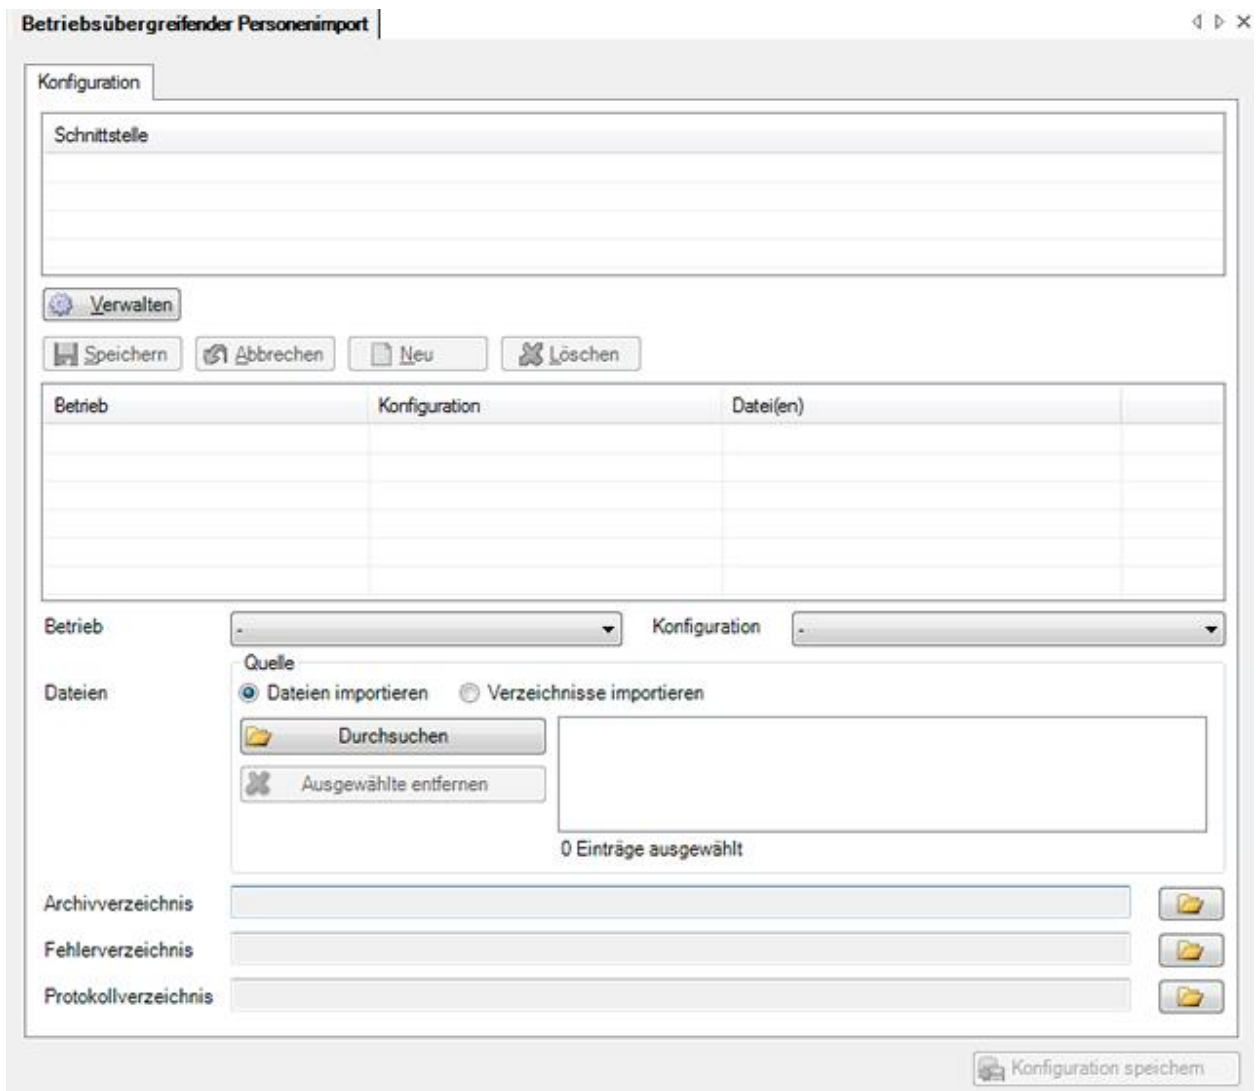 Betriebsübergreifender Personenimport
Konfiguration
Schnittstelle
Verwalten
Speichern Abbrechen Neu Löschen
Betrieb Konfiguration Datei(en)
Betrieb - Konfiguration -
Quelle
Dateien Dateien importieren Verzeichnisse importieren
Durchsuchen
Ausgewählte entfernen
0 Einträge ausgewählt
Archivverzeichnis
Fehlerverzeichnis
Protokollverzeichnis
Konfiguration speichern